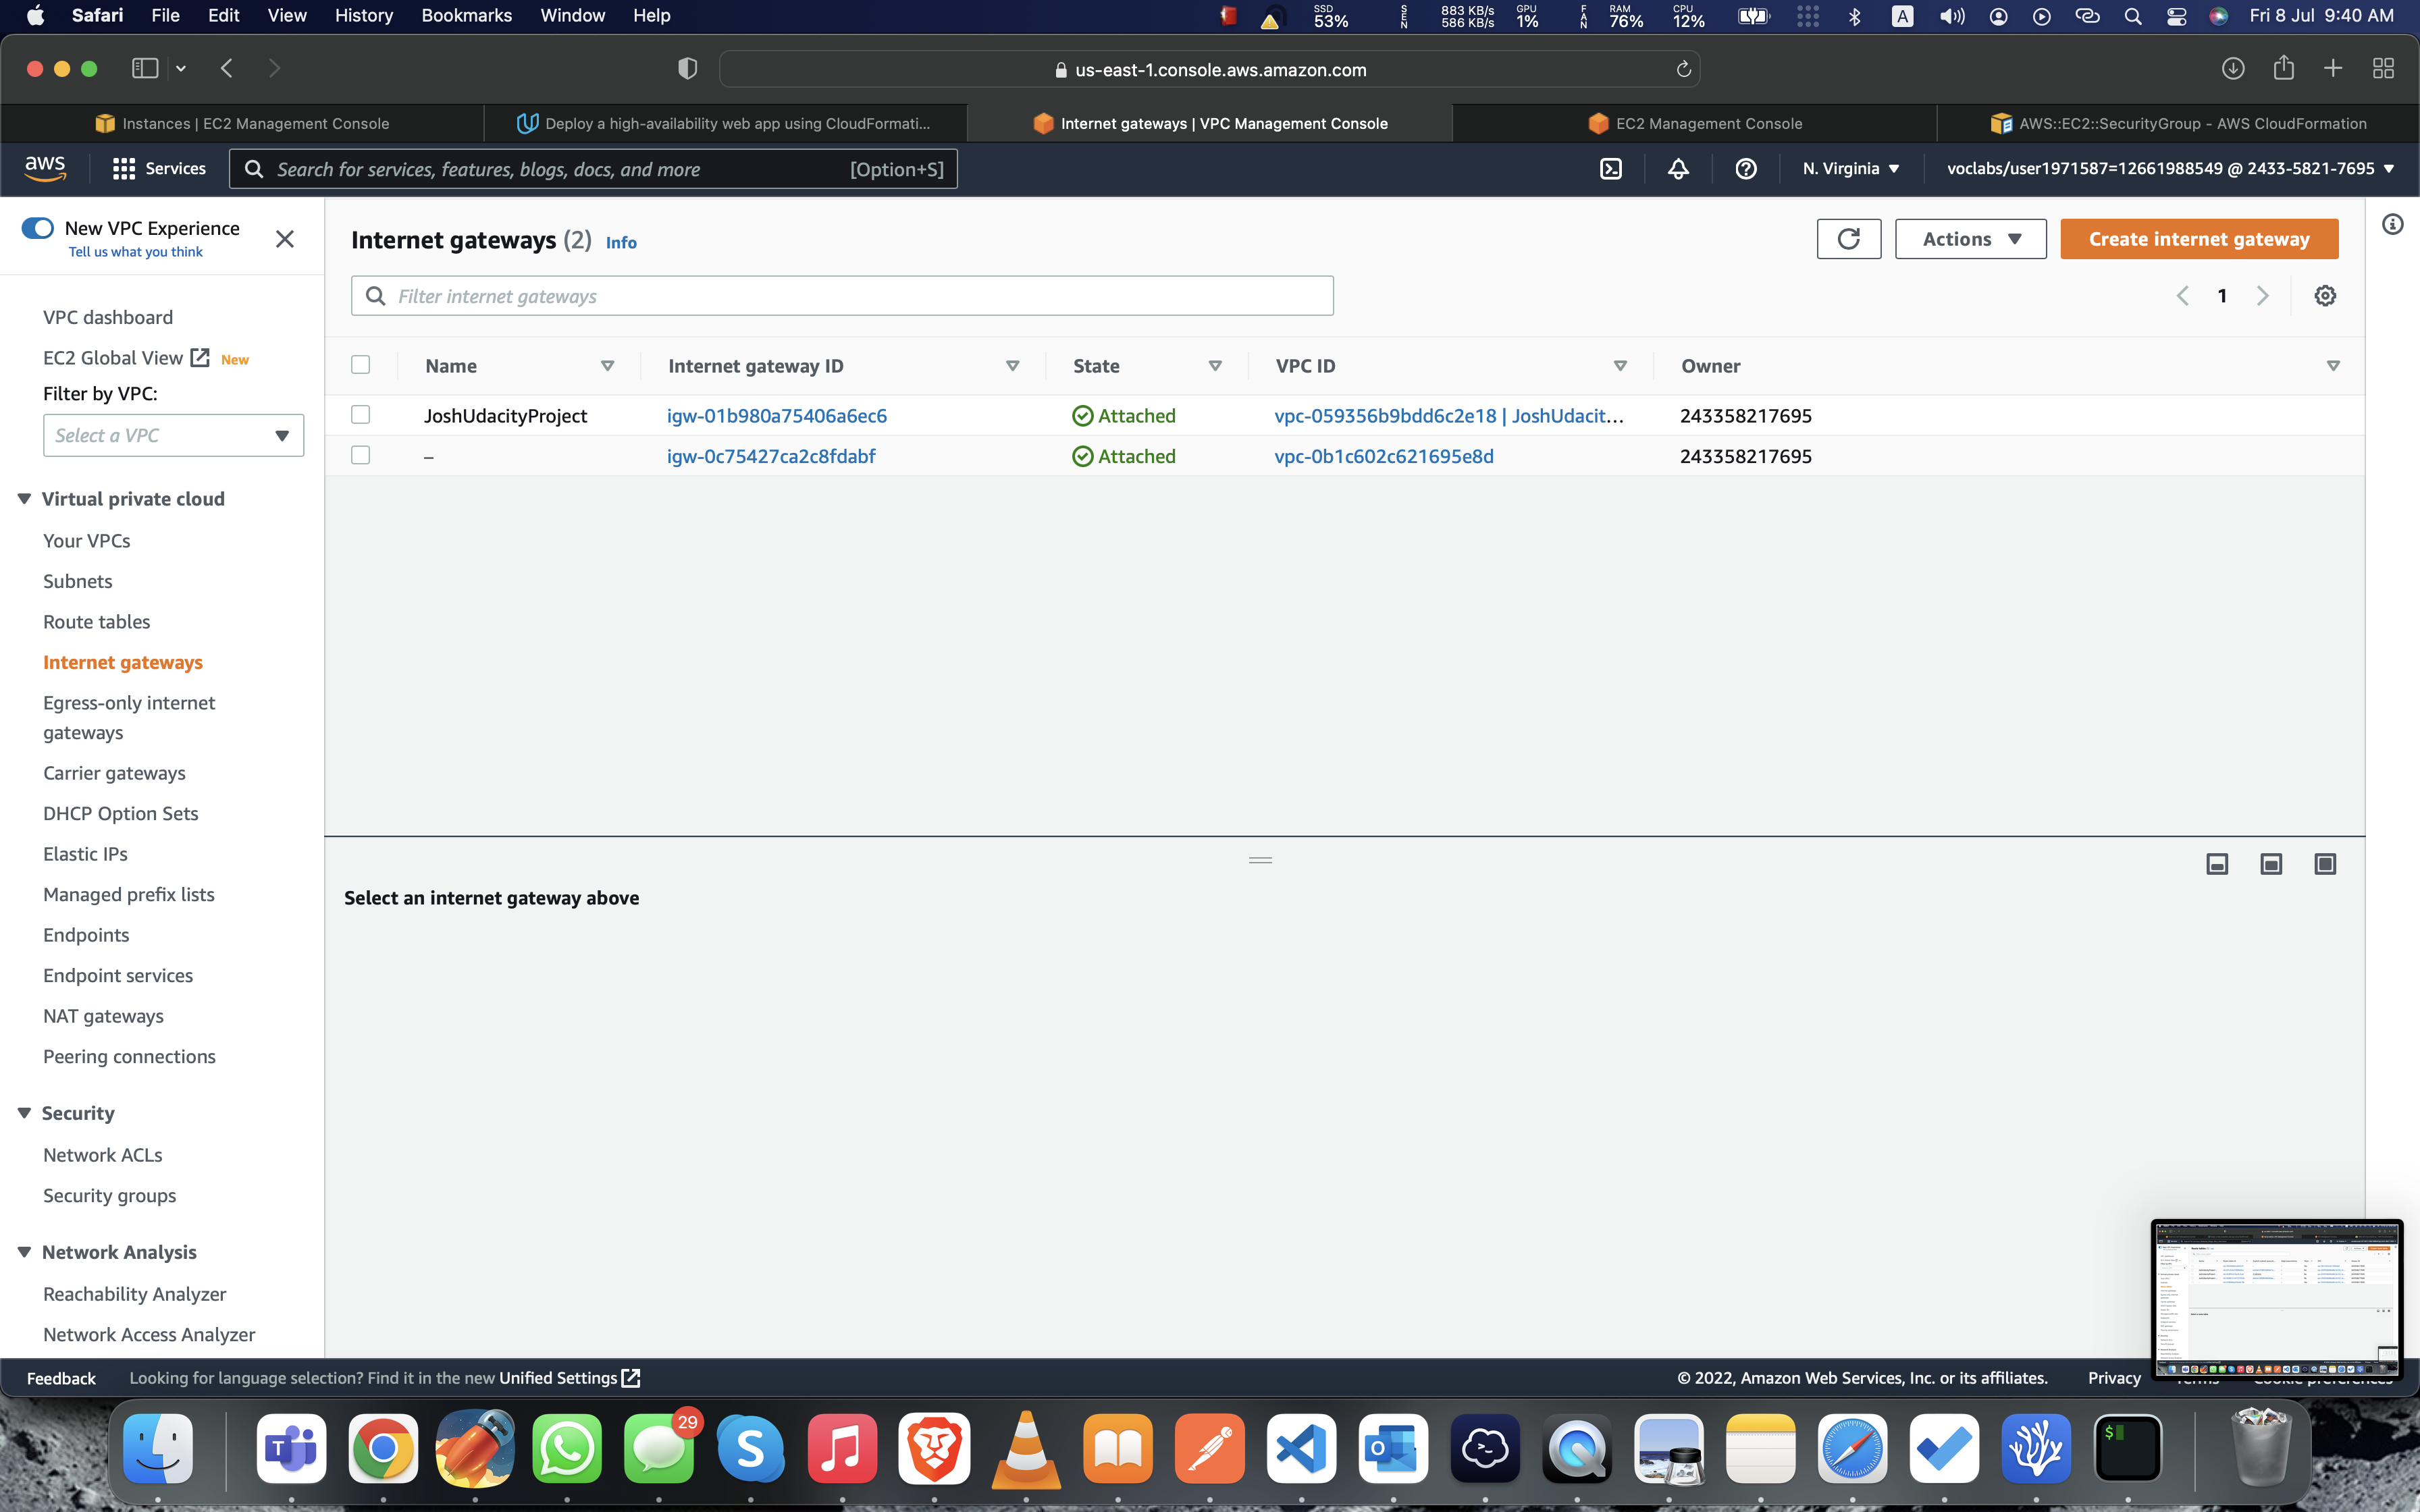 Safari File Edit View History Bookmarks Window Help
SSD 53% SEN 883 KB/s 586 KB/s GPU 1% FAN RAM 76% CPU 12% A Fri 8 Jul 9:40 AM
us-east-1.console.aws.amazon.com
Instances | EC2 Management Console
Deploy a high-availability web app using CloudFormati...
Internet gateways | VPC Management Console
EC2 Management Console
AWS::EC2::SecurityGroup - AWS CloudFormation
aws Services Search for services, features, blogs, docs, and more [Option+S] N. Virginia voclabs/user1971587=12661988549 @ 2433-5821-7695
New VPC Experience
Tell us what you think
VPC dashboard
EC2 Global View New
Filter by VPC:
Select a VPC
Virtual private cloud
Your VPCs
Subnets
Route tables
Internet gateways
Egress-only internet
gateways
Carrier gateways
DHCP Option Sets
Elastic IPs
Managed prefix lists
Endpoints
Endpoint services
NAT gateways
Peering connections
Security
Network ACLs
Security groups
Network Analysis
Reachability Analyzer
Network Access Analyzer
Internet gateways (2) Info
Actions Create internet gateway
Filter internet gateways
1
Name Internet gateway ID State VPC ID Owner
JoshUdacityProject igw-01b980a75406a6ec6 Attached vpc-059356b9bdd6c2e18 | JoshUdacit... 243358217695
– igw-0c75427ca2c8fdabf Attached vpc-0b1c602c621695e8d 243358217695
Select an internet gateway above
Feedback Looking for language selection? Find it in the new Unified Settings © 2022, Amazon Web Services, Inc. or its affiliates. Privacy Terms Cookie preferences
29